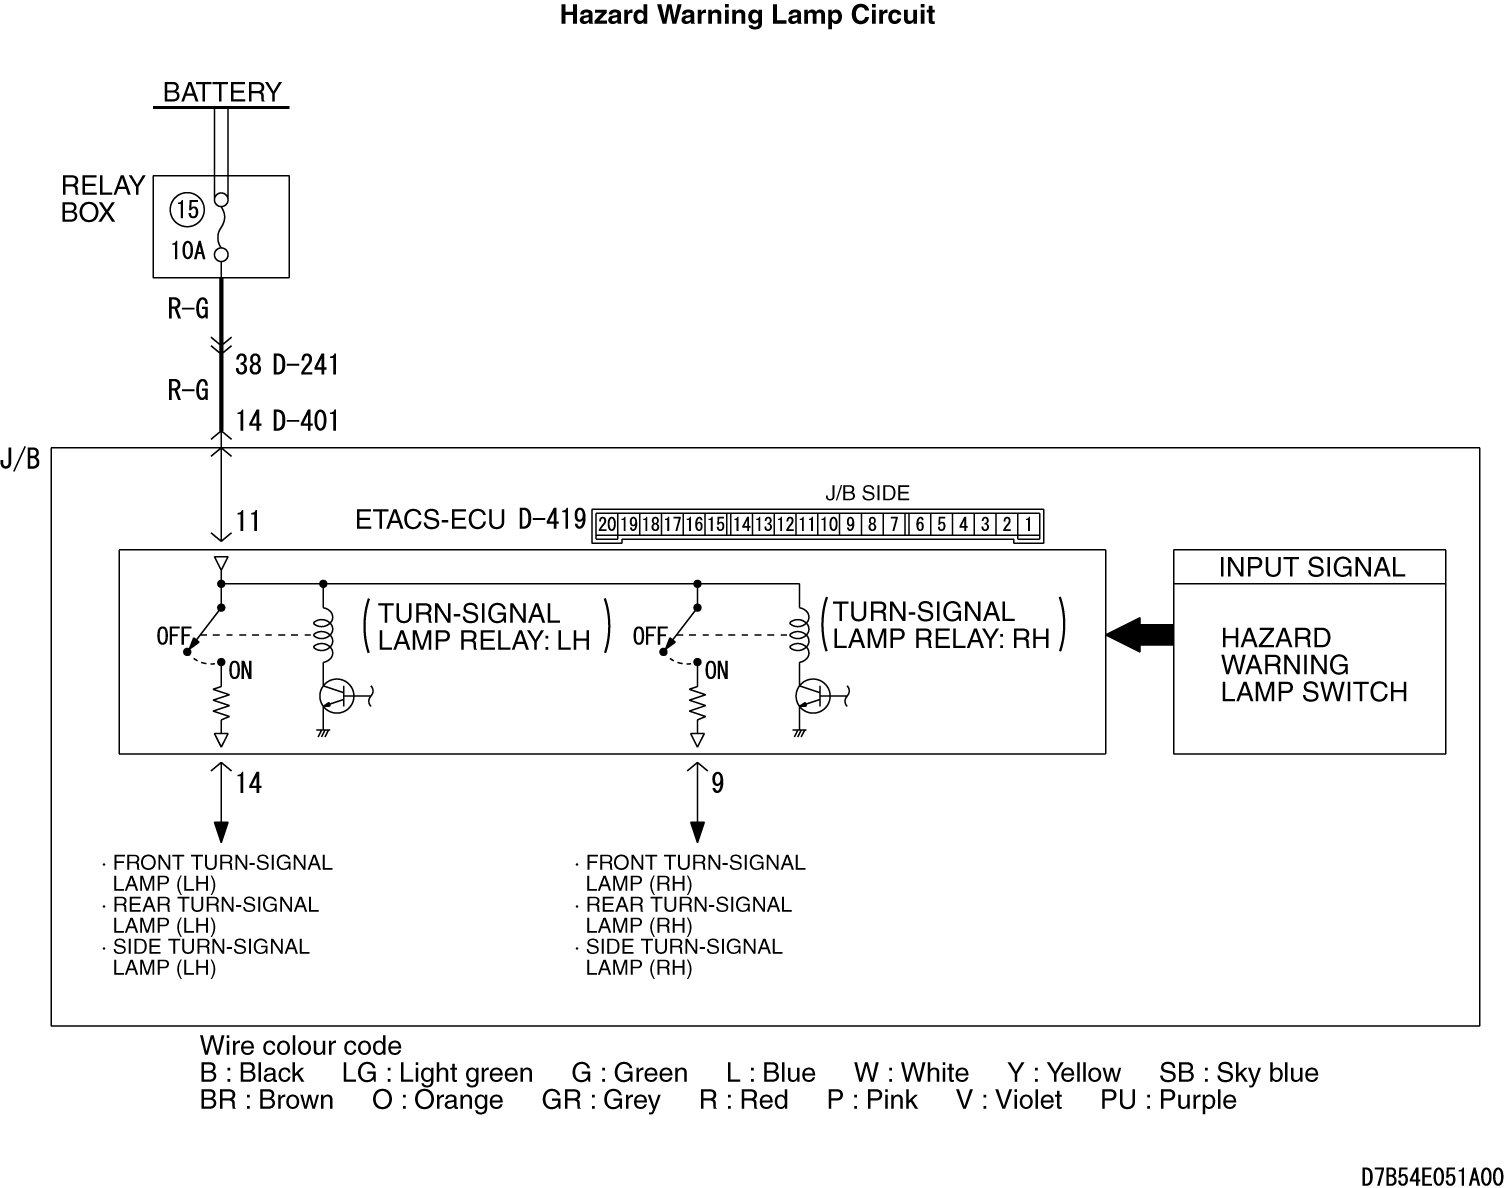 Hazard Warning Lamp Circuit
BATTERY
RELAY
BOX
15
10A
R-G
38 D-241
R-G
14 D-401
J/B
J/B SIDE
11
ETACS-ECU D-419
20 19 18 17 16 15 14 13 12 11 10 9 8 7 6 5 4 3 2 1
INPUT SIGNAL
HAZARD
WARNING
LAMP SWITCH
OFF
ON
(TURN-SIGNAL
LAMP RELAY: LH)
OFF
ON
(TURN-SIGNAL
LAMP RELAY: RH)
14
9
· FRONT TURN-SIGNAL
LAMP (LH)
· REAR TURN-SIGNAL
LAMP (LH)
· SIDE TURN-SIGNAL
LAMP (LH)
· FRONT TURN-SIGNAL
LAMP (RH)
· REAR TURN-SIGNAL
LAMP (RH)
· SIDE TURN-SIGNAL
LAMP (RH)
Wire colour code
B : Black LG : Light green G : Green L : Blue W : White Y : Yellow SB : Sky blue
BR : Brown O : Orange GR : Grey R : Red P : Pink V : Violet PU : Purple
D7B54E051A00